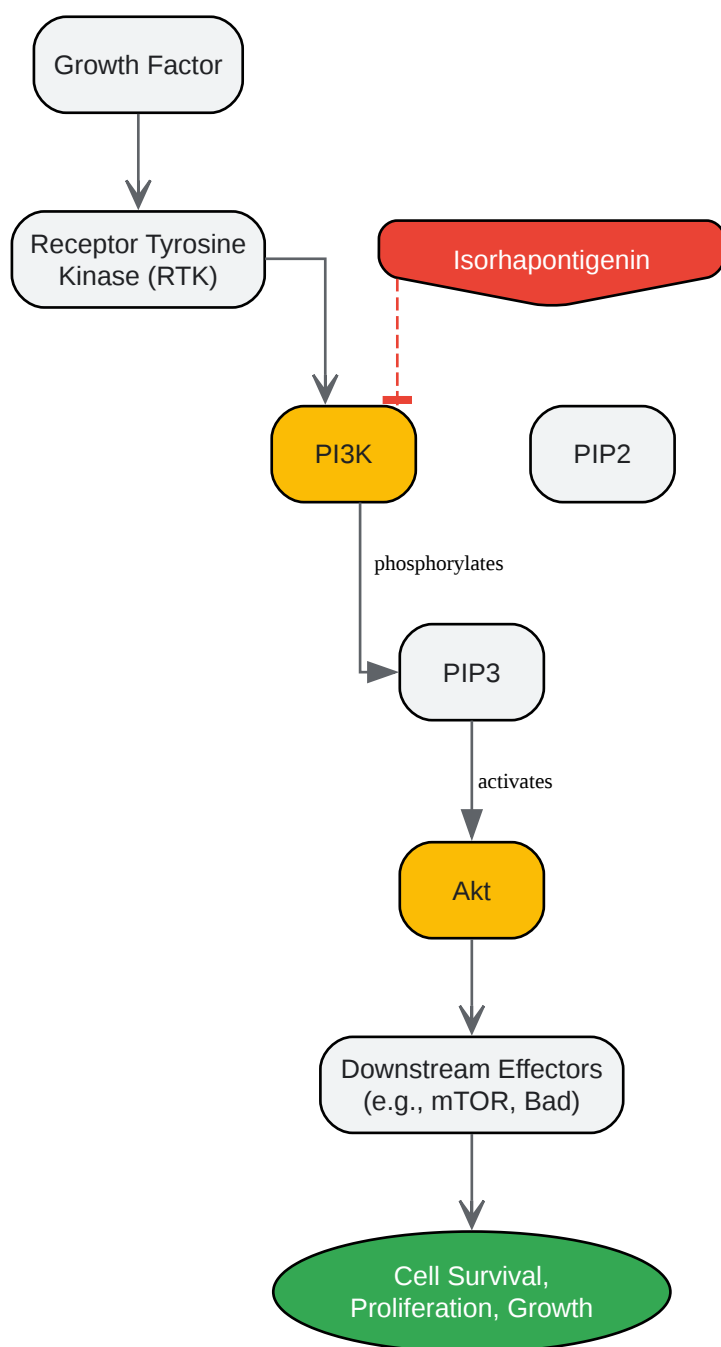 Growth Factor
Receptor Tyrosine
Kinase (RTK)
Isorhapontigenin
PI3K
PIP2
phosphorylates
PIP3
activates
Akt
Downstream Effectors
(e.g., mTOR, Bad)
Cell Survival,
Proliferation, Growth